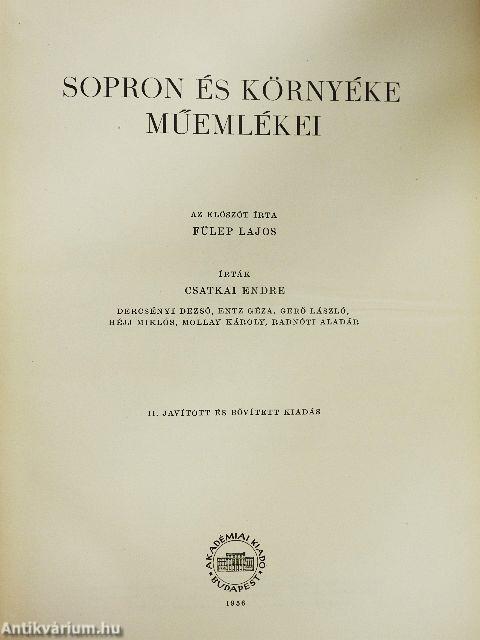 SOPRON ÉS KÖRNYÉKE
MŰEMLÉKEI
AZ ELŐSZÓT ÍRTA
FÜLEP LAJOS
ÍRTÁK
CSATKAI ENDRE
DERCSÉNYI DEZSŐ, ENTZ GÉZA, GERŐ LÁSZLÓ,
HÉJJ MIKLÓS, MOLLAY KÁROLY, RADNÓTI ALADÁR
II. JAVÍTOTT ÉS BŐVÍTETT KIADÁS
AKADÉMIAI KIADÓ
BUDAPEST
1956
Antikvárium.hu